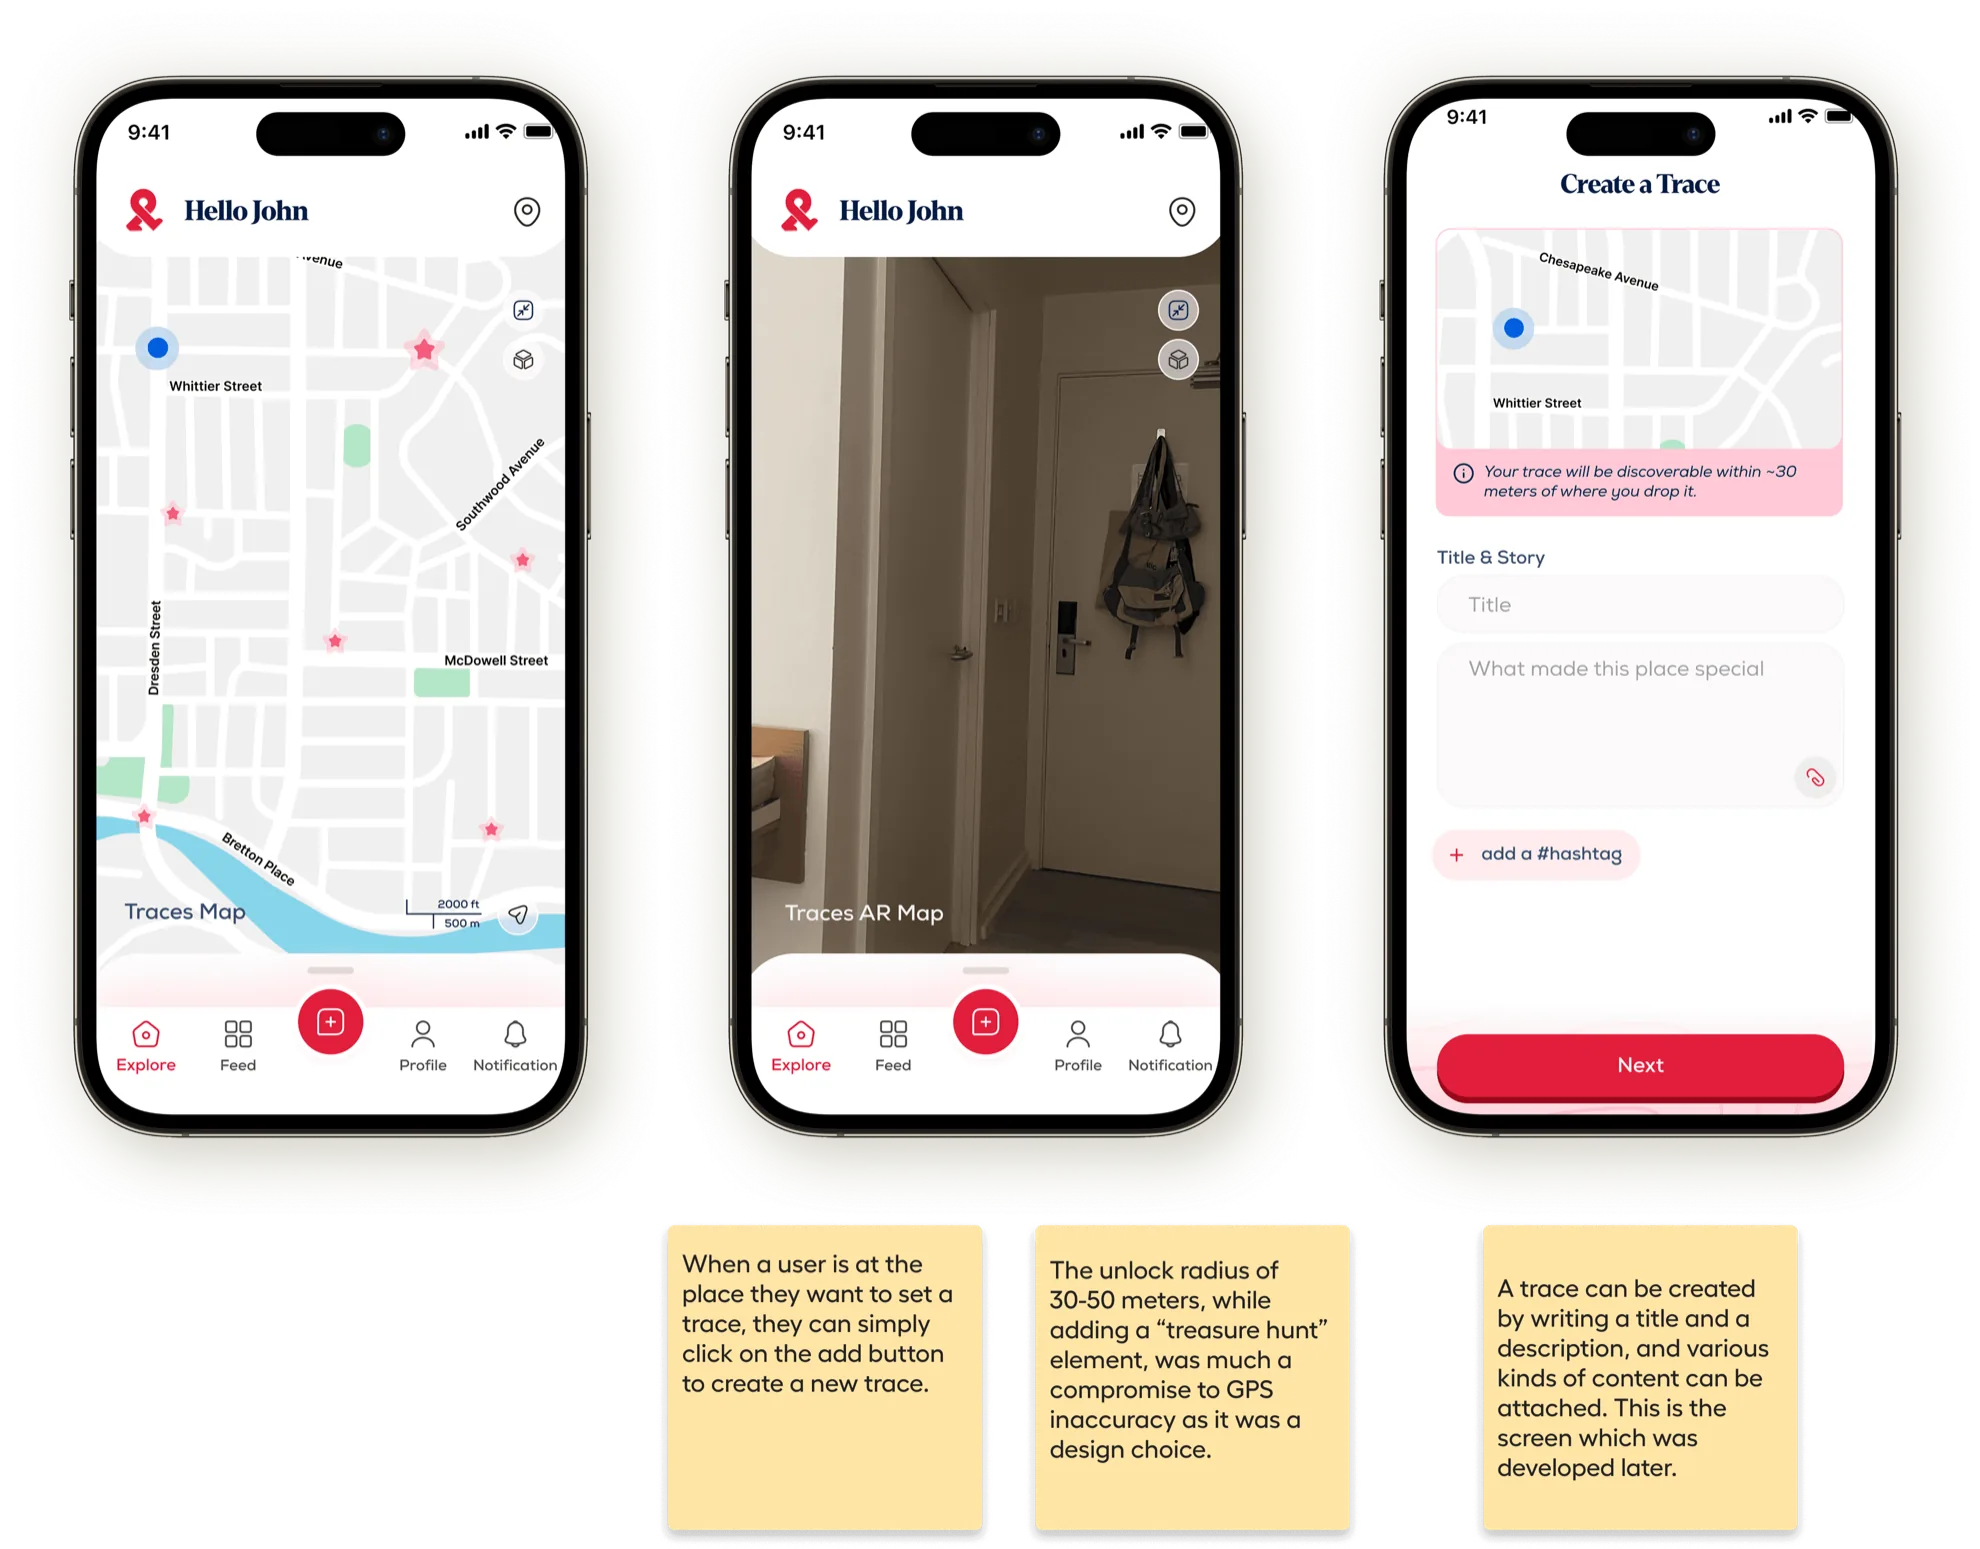 9:41
Hello John
Avenue
Whittier Street
Southwood Avenue
Dresden Street
McDowell Street
Bretton Place
Traces Map
2000 ft
500 m
Explore
Feed
Profile
Notification
9:41
Hello John
Traces AR Map
Explore
Feed
Profile
Notification
9:41
Create a Trace
Chesapeake Avenue
Whittier Street
Your trace will be discoverable within ~30
meters of where you drop it.
Title & Story
Title
What made this place special
+ add a #hashtag
Next
When a user is at the
place they want to set a
trace, they can simply
click on the add button
to create a new trace.
The unlock radius of
30-50 meters, while
adding a “treasure hunt”
element, was much a
compromise to GPS
inaccuracy as it was a
design choice.
A trace can be created
by writing a title and a
description, and various
kinds of content can be
attached. This is the
screen which was
developed later.